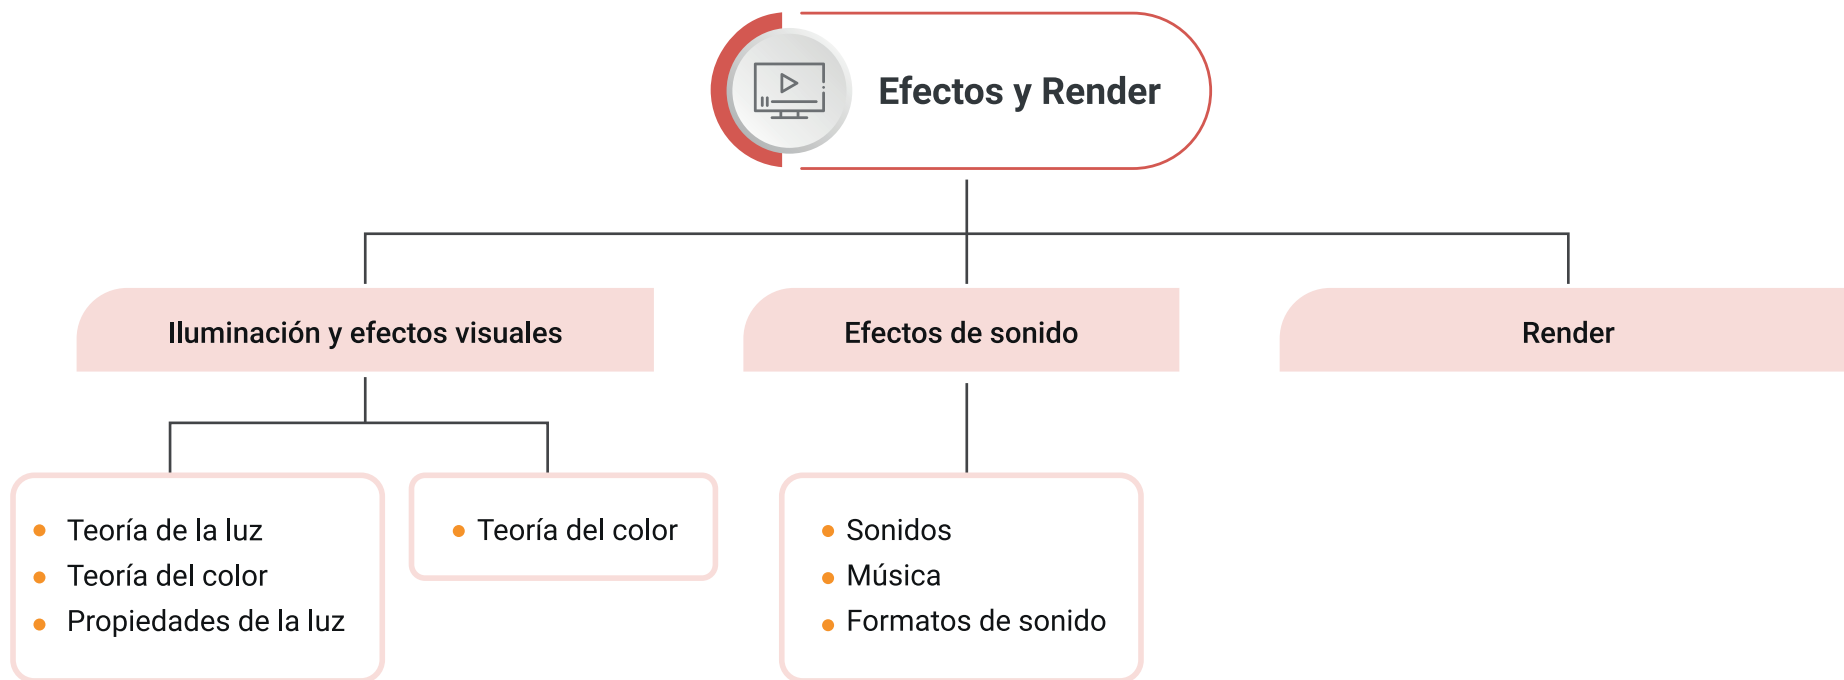 Efectos y Render
Iluminación y efectos visuales
Efectos de sonido
Render
Teoría de la luz
Teoría del color
Propiedades de la luz
Teoría del color
Sonidos
Música
Formatos de sonido